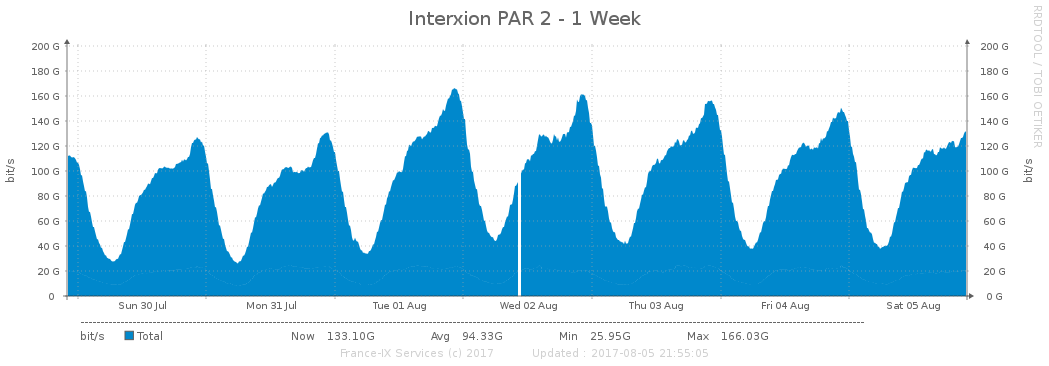 Interxion PAR 2 - 1 Week
RRDTOOL / TOBI OETIKER
200 G 200 G
180 G 180 G
160 G 160 G
140 G 140 G
120 G 120 G
100 G 100 G
80 G 80 G
60 G 60 G
40 G 40 G
20 G 20 G
0 0 G
bit/s
bit/s
Sun 30 Jul Mon 31 Jul Tue 01 Aug Wed 02 Aug Thu 03 Aug Fri 04 Aug Sat 05 Aug
bit/s Total Now 133.10G Avg 94.33G Min 25.95G Max 166.03G
France-IX Services (c) 2017 Updated : 2017-08-05 21:55:05